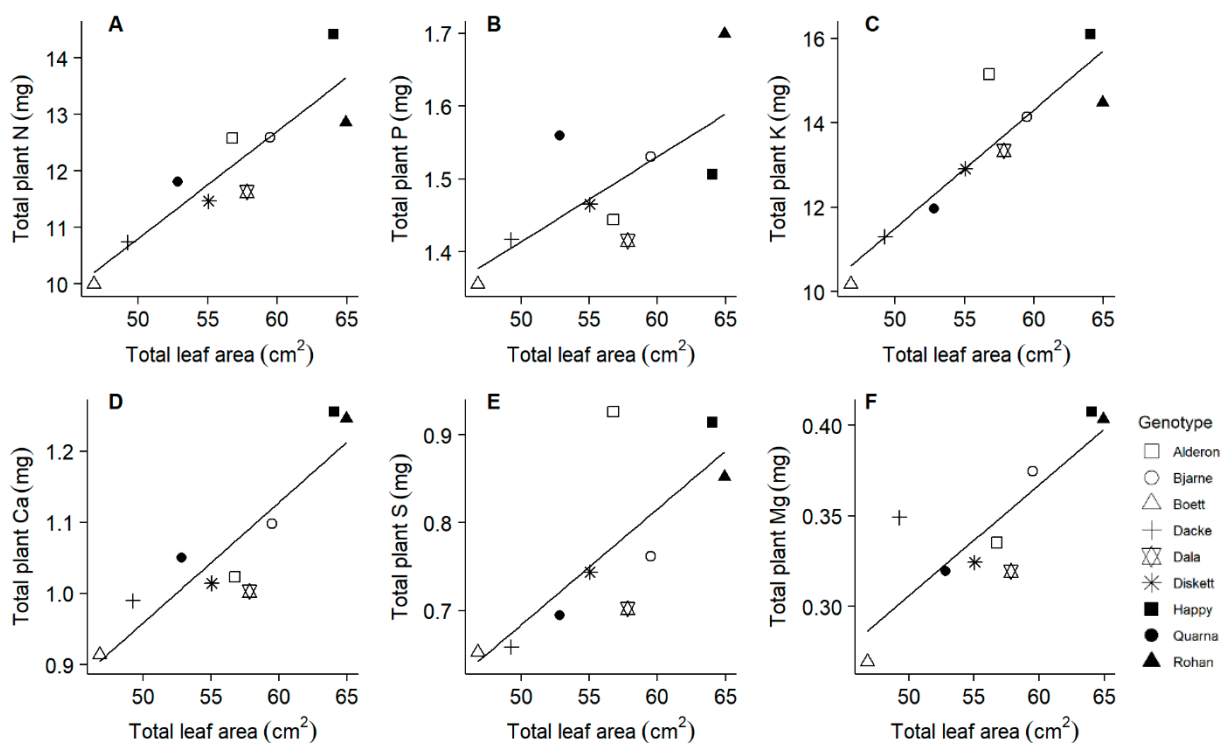 A
Total plant N (mg)
14
13
12
11
10
50 55 60 65
Total leaf area (cm²)
B
Total plant P (mg)
1.7
1.6
1.5
1.4
50 55 60 65
Total leaf area (cm²)
C
Total plant K (mg)
16
14
12
10
50 55 60 65
Total leaf area (cm²)
D
Total plant Ca (mg)
1.2
1.1
1.0
0.9
50 55 60 65
Total leaf area (cm²)
E
Total plant S (mg)
0.9
0.8
0.7
50 55 60 65
Total leaf area (cm²)
F
Total plant Mg (mg)
0.40
0.35
0.30
50 55 60 65
Total leaf area (cm²)
Genotype
Alderon
Bjarne
Boett
Dacke
Dala
Diskett
Happy
Quarna
Rohan